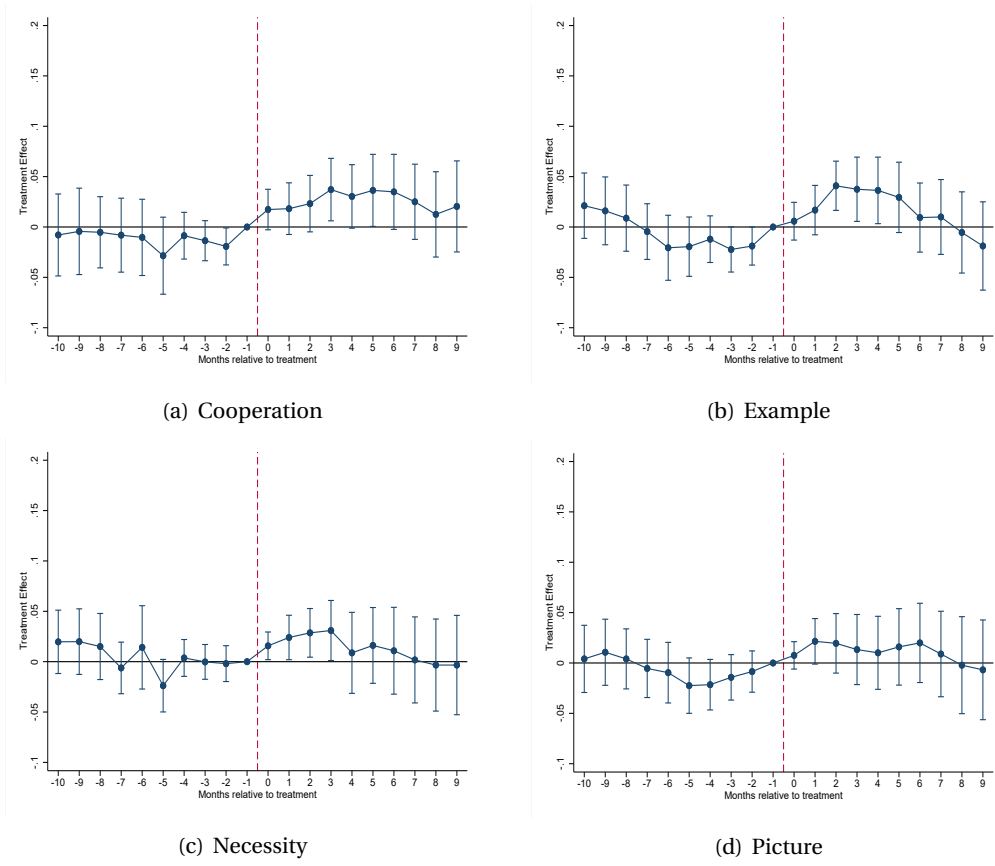 .2
.15
.1
.05
0
-.05
-.1
Treatment Effect
-10 -9 -8 -7 -6 -5 -4 -3 -2 -1 0 1 2 3 4 5 6 7 8 9
Months relative to treatment
(a) Cooperation
.2
.15
.1
.05
0
-.05
-.1
Treatment Effect
-10 -9 -8 -7 -6 -5 -4 -3 -2 -1 0 1 2 3 4 5 6 7 8 9
Months relative to treatment
(b) Example
.2
.15
.1
.05
0
-.05
-.1
Treatment Effect
-10 -9 -8 -7 -6 -5 -4 -3 -2 -1 0 1 2 3 4 5 6 7 8 9
Months relative to treatment
(c) Necessity
.2
.15
.1
.05
0
-.05
-.1
Treatment Effect
-10 -9 -8 -7 -6 -5 -4 -3 -2 -1 0 1 2 3 4 5 6 7 8 9
Months relative to treatment
(d) Picture